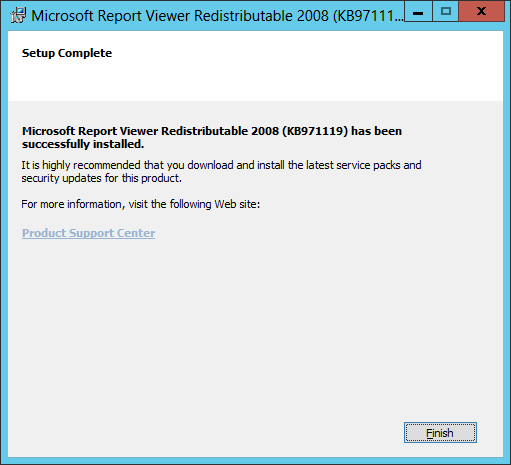 Microsoft Report Viewer Redistributable 2008 (KB97111...
Setup Complete
Microsoft Report Viewer Redistributable 2008 (KB971119) has been
successfully installed.
It is highly recommended that you download and install the latest service packs and
security updates for this product.
For more information, visit the following Web site:
Product Support Center
Finish